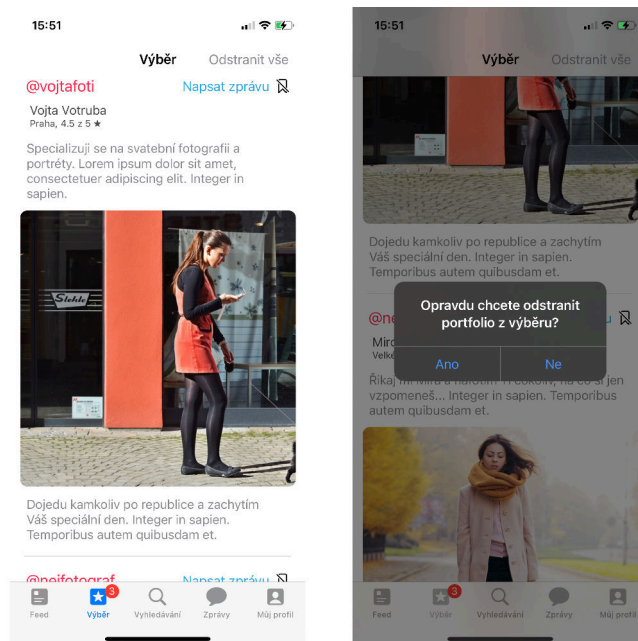 15:51
Výběr
Odstranit vše
@vojtafoti
Napsat zprávu
Vojta Votruba
Praha, 4.5 z 5 ★
Specializuji se na svatební fotografii a
portréty. Lorem ipsum dolor sit amet,
consectetuer adipiscing elit. Integer in
sapien.
Stehle
Dojedu kamkoliv po republice a zachytím
Váš speciální den. Integer in sapien.
Temporibus autem quibusdam et.
@nejfotograf
Napsat zprávu
3
Feed
Výběr
Vyhledávání
Zprávy
Můj profil
15:51
Výběr
Odstranit vše
Dojedu kamkoliv po republice a zachytím
Váš speciální den. Integer in sapien.
Temporibus autem quibusdam et.
Opravdu chcete odstranit
portfolio z výběru?
Ano
Ne
vzpomeneš... Integer in sapien. Temporibus
autem quibusdam et.
3
Feed
Výběr
Vyhledávání
Zprávy
Můj profil